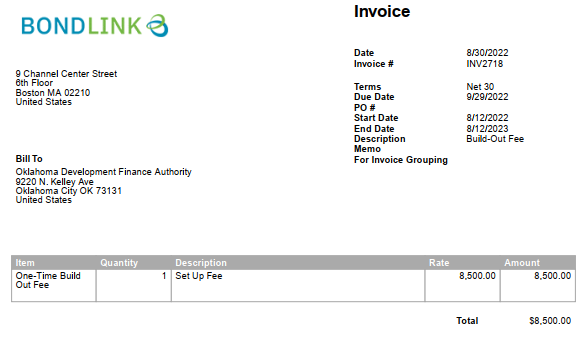 BONDLINK
Invoice
Date 8/30/2022
Invoice # INV2718
9 Channel Center Street
6th Floor
Boston MA 02210
United States
Terms Net 30
Due Date 9/29/2022
PO #
Start Date 8/12/2022
End Date 8/12/2023
Description Build-Out Fee
Memo
For Invoice Grouping
Bill To
Oklahoma Development Finance Authority
9220 N. Kelley Ave
Oklahoma City OK 73131
United States
Item Quantity Description Rate Amount
One-Time Build 1 Set Up Fee 8,500.00 8,500.00
Out Fee
Total $8,500.00